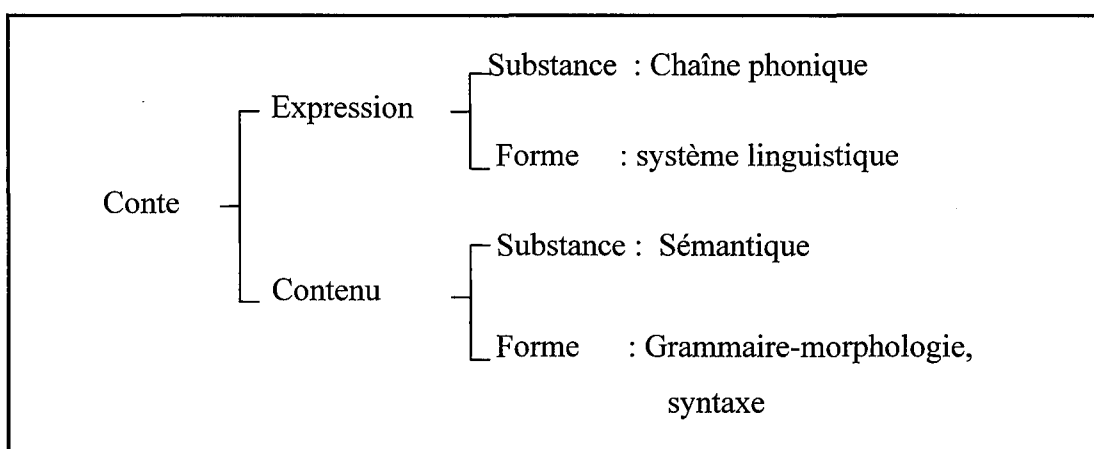 Substance : Chaîne phonique
Expression
Forme : système linguistique
Conte
Substance : Sémantique
Contenu
Forme : Grammaire-morphologie,
syntaxe